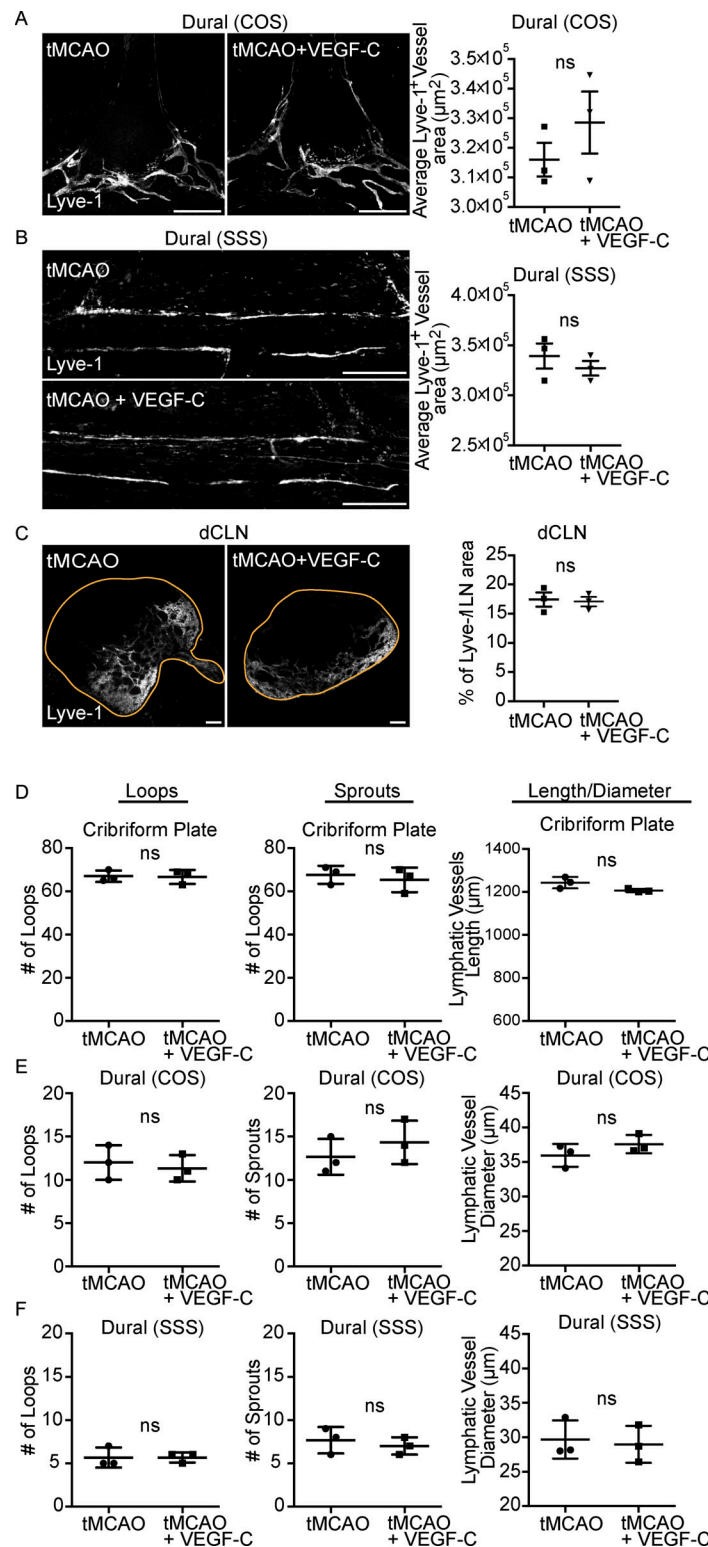 A
Dural (COS)
tMCAO
tMCAO+VEGF-C
Lyve-1
Dural (COS)
Average Lyve-1+ Vessel
area (µm2)
3.5×10^5
3.4×10^5
3.3×10^5
3.2×10^5
3.1×10^5
3.0×10^5
ns
tMCAO
tMCAO
+ VEGF-C
B
Dural (SSS)
tMCAO
Lyve-1
tMCAO + VEGF-C
Dural (SSS)
Average Lyve-1+ Vessel
area (µm2)
4.0×10^5
3.5×10^5
3.0×10^5
2.5×10^5
ns
tMCAO
tMCAO
+ VEGF-C
C
dCLN
tMCAO
tMCAO+VEGF-C
Lyve-1
dCLN
% of Lyve-/ILN area
25
20
15
10
5
0
ns
tMCAO
tMCAO
+ VEGF-C
D
Loops
Cribriform Plate
# of Loops
80
60
40
20
0
ns
tMCAO
tMCAO
+ VEGF-C
Sprouts
Cribriform Plate
# of Loops
80
60
40
20
0
ns
tMCAO
tMCAO
+ VEGF-C
Length/Diameter
Cribriform Plate
Lymphatic Vessels
Length (µm)
1400
1200
1000
800
600
ns
tMCAO
tMCAO
+ VEGF-C
E
Dural (COS)
# of Loops
20
15
10
5
0
ns
tMCAO
tMCAO
+ VEGF-C
Dural (COS)
# of Sprouts
20
15
10
5
0
ns
tMCAO
tMCAO
+ VEGF-C
Dural (COS)
Lymphatic Vessel
Diameter (µm)
45
40
35
30
25
20
ns
tMCAO
tMCAO
+ VEGF-C
F
Dural (SSS)
# of Loops
20
15
10
5
0
ns
tMCAO
tMCAO
+ VEGF-C
Dural (SSS)
# of Sprouts
20
15
10
5
0
ns
tMCAO
tMCAO
+ VEGF-C
Dural (SSS)
Lymphatic Vessel
Diameter (µm)
45
40
35
30
25
20
ns
tMCAO
tMCAO
+ VEGF-C